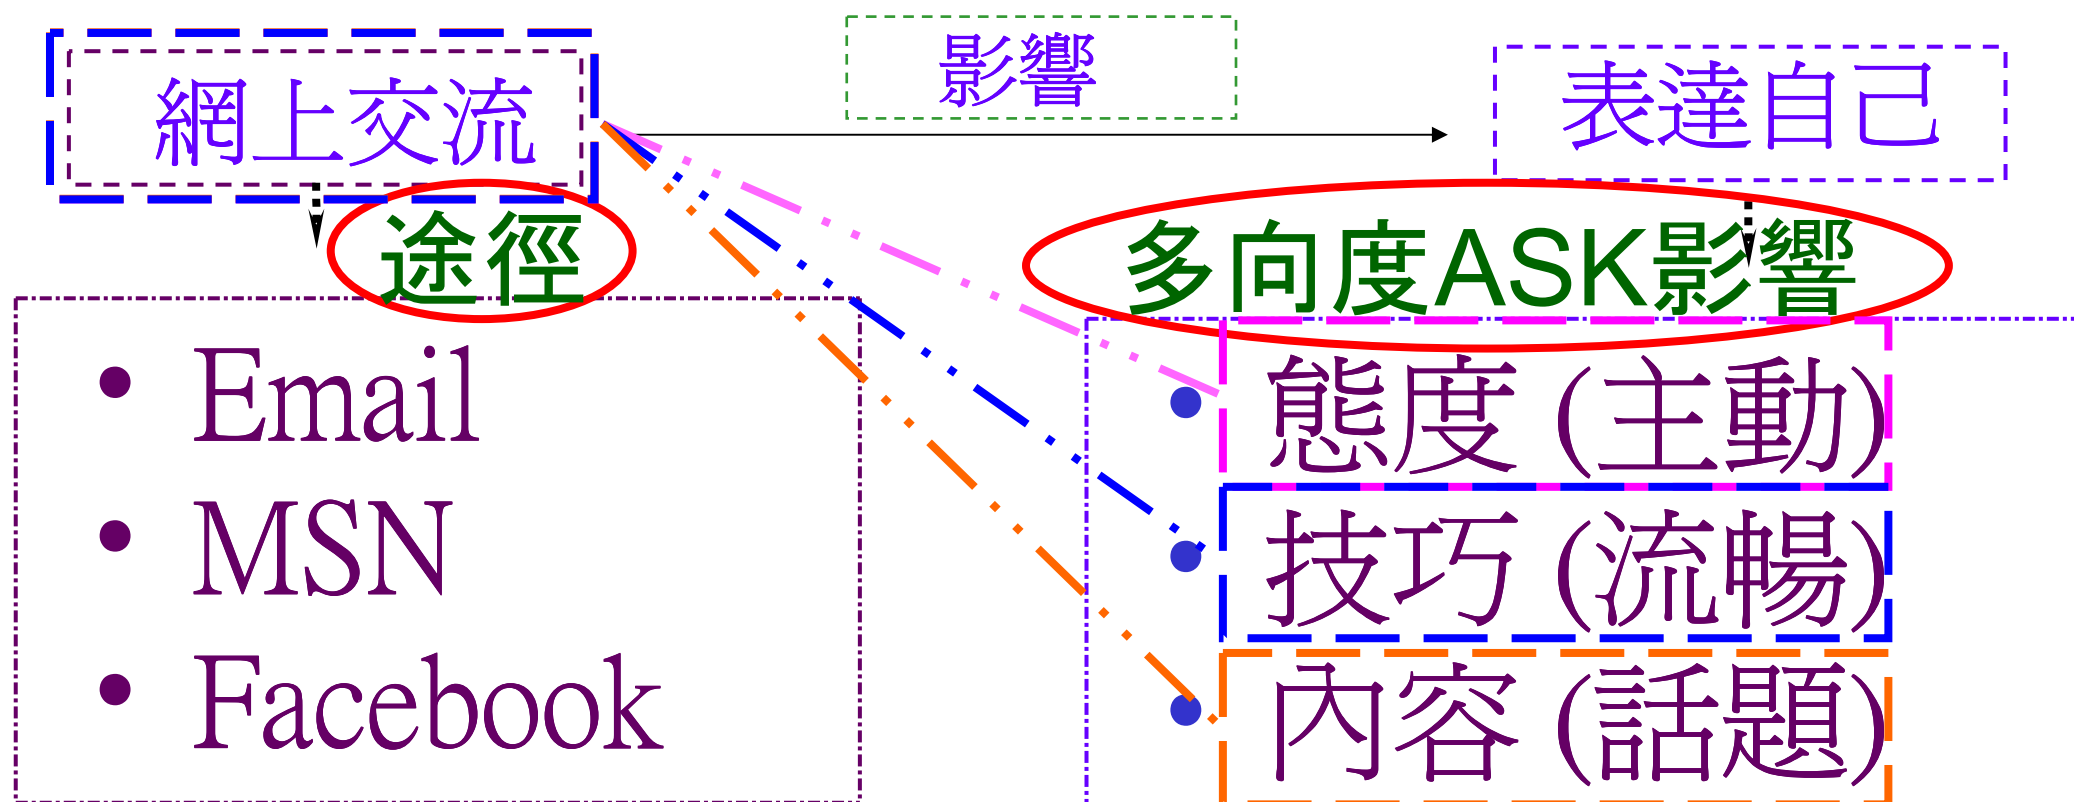 網上交流
影響
表達自己
途徑
多向度ASK影響
• Email
• MSN
• Facebook
• 態度 (主動)
• 技巧 (流暢)
• 內容 (話題)